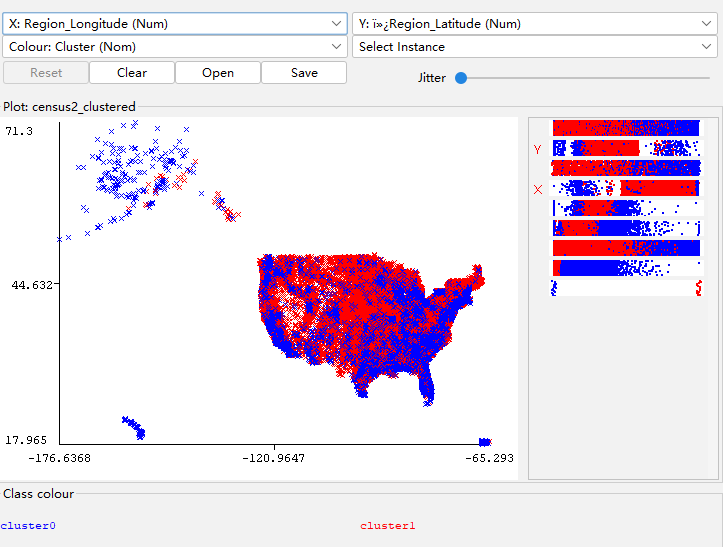 X: Region_Longitude (Num)
Y: ï»¿Region_Latitude (Num)
Colour: Cluster (Nom)
Select Instance
Reset
Clear
Open
Save
Jitter
Plot: census2_clustered
71.3
44.632
17.965
-176.6368
-120.9647
-65.293
Y
X
Class colour
cluster0
cluster1